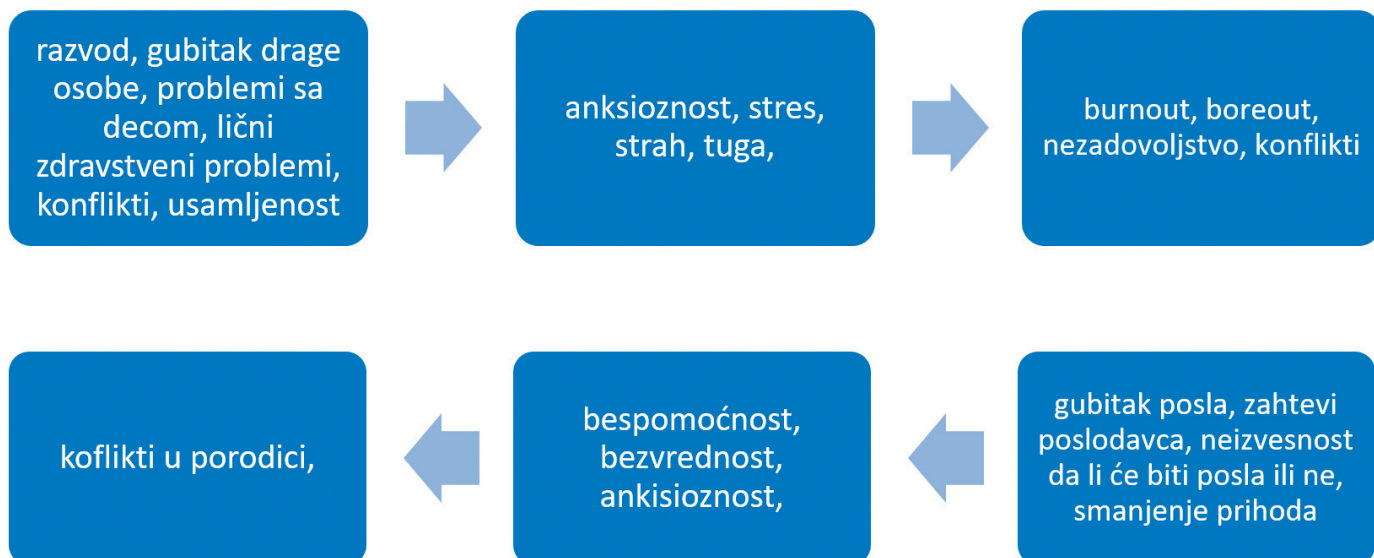 razvod, gubitak drage
osobe, problemi sa
decom, lični
zdravstveni problemi,
konflikti, usamljenost
anksioznost, stres,
strah, tuga,
burnout, boreout,
nezadovoljstvo, konflikti
koflikti u porodici,
bespomoćnost,
bezvrednost,
ankisioznost,
gubitak posla, zahtevi
poslodavca, neizvesnost
da li će biti posla ili ne,
smanjenje prihoda